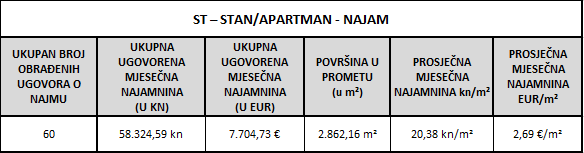 ST – STAN/APARTMAN - NAJAM
UKUPAN BROJ
OBRAĐENIH
UGOVORA O
NAJMU
UKUPNA
UGOVORENA
MJESEČNA
NAJAMNINA
(U KN)
UKUPNA
UGOVORENA
MJESEČNA
NAJAMNINA
(U EUR)
POVRŠINA U
PROMETU
(u m²)
PROSJEČNA
MJESEČNA
NAJAMNINA kn/m²
PROSJEČNA
MJESEČNA
NAJAMNINA
EUR/m²
60
58.324,59 kn
7.704,73 €
2.862,16 m²
20,38 kn/m²
2,69 €/m²